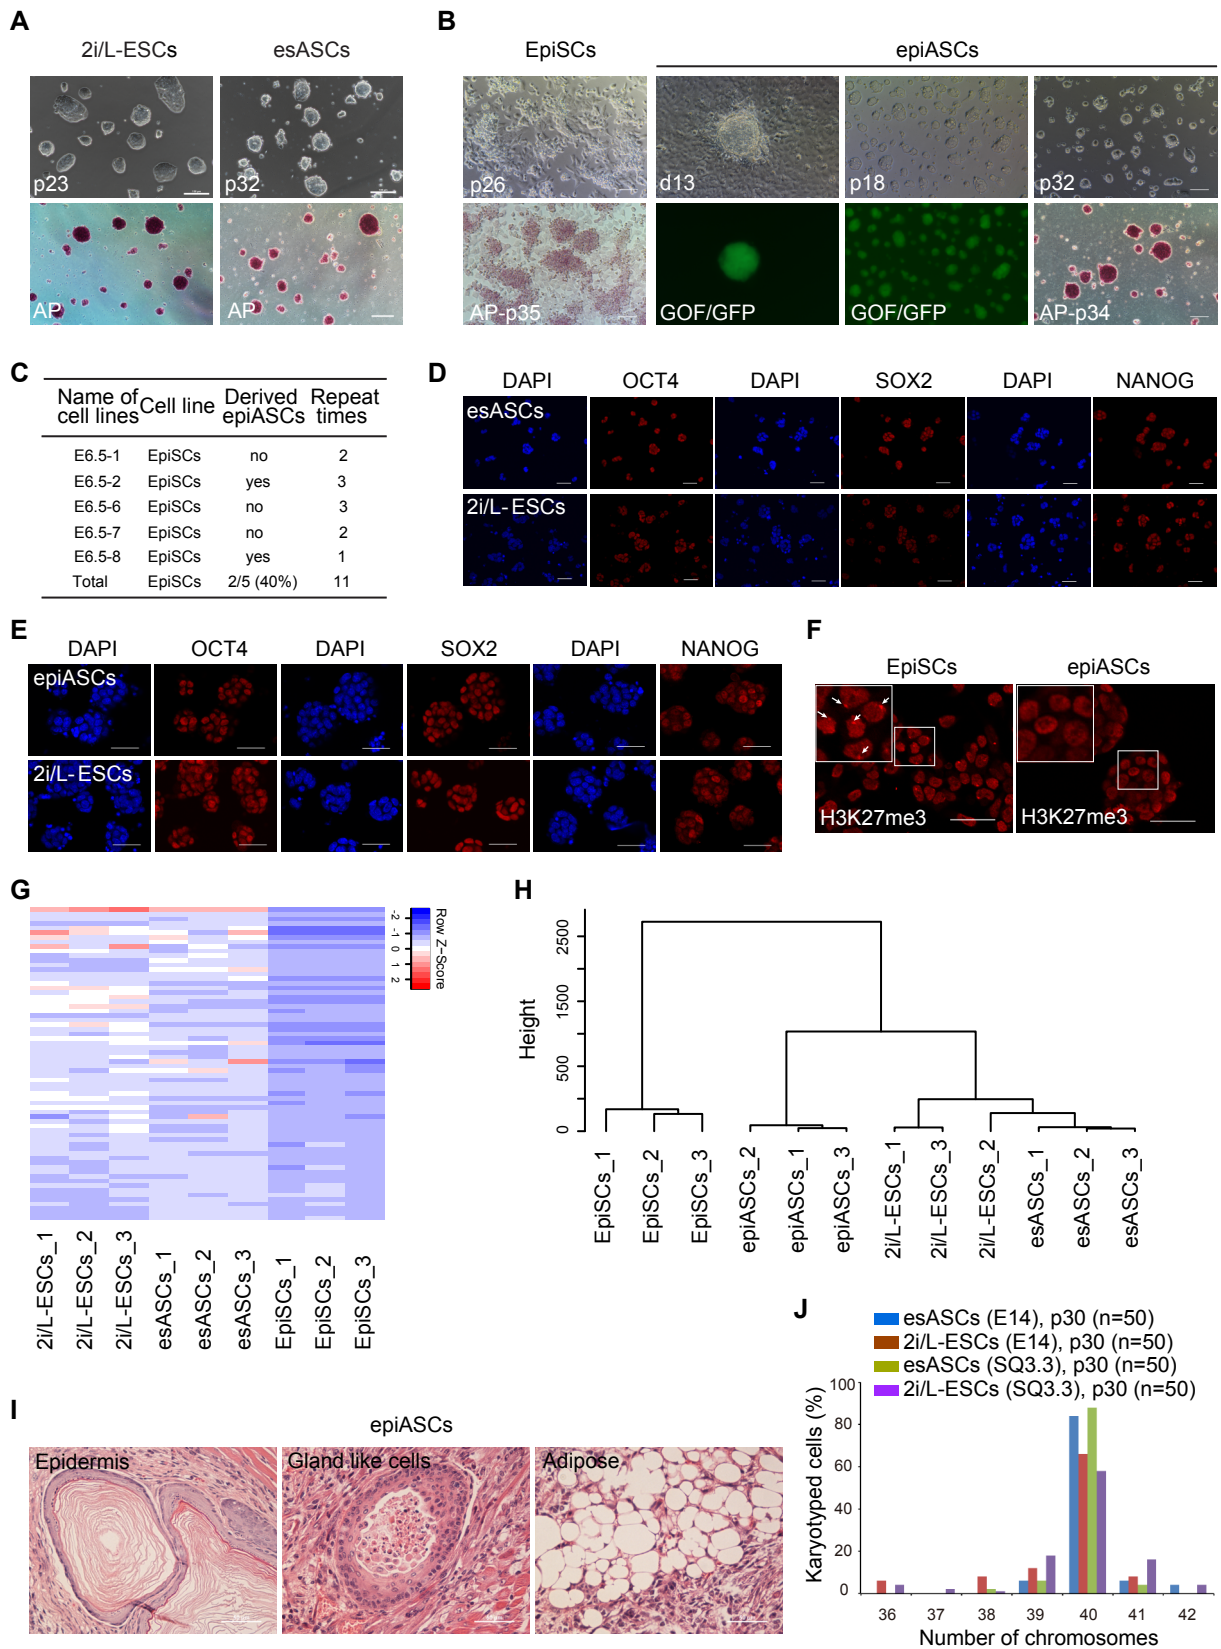 A
2i/L-ESCs
esASCs
p23
p32
AP
AP
B
EpiSCs
epiASCs
p26
d13
p18
p32
AP-p35
GOF/GFP
GOF/GFP
AP-p34
C
Name of cell lines Cell line Derived epiASCs Repeat times
E6.5-1 EpiSCs no 2
E6.5-2 EpiSCs yes 3
E6.5-6 EpiSCs no 3
E6.5-7 EpiSCs no 2
E6.5-8 EpiSCs yes 1
Total EpiSCs 2/5 (40%) 11
D
DAPI OCT4 DAPI SOX2 DAPI NANOG
esASCs
2i/L-ESCs
E
DAPI OCT4 DAPI SOX2 DAPI NANOG
epiASCs
2i/L-ESCs
F
EpiSCs
epiASCs
H3K27me3
H3K27me3
G
-2 -1 0 1 2
Row Z-Score
2i/L-ESCs_1
2i/L-ESCs_2
2i/L-ESCs_3
esASCs_1
esASCs_2
esASCs_3
EpiSCs_1
EpiSCs_2
EpiSCs_3
H
Height
0 500 1500 2500
EpiSCs_1
EpiSCs_2
EpiSCs_3
epiASCs_2
epiASCs_1
epiASCs_3
2i/L-ESCs_1
2i/L-ESCs_3
2i/L-ESCs_2
esASCs_1
esASCs_2
esASCs_3
I
epiASCs
Epidermis
Gland like cells
Adipose
J
esASCs (E14), p30 (n=50)
2i/L-ESCs (E14), p30 (n=50)
esASCs (SQ3.3), p30 (n=50)
2i/L-ESCs (SQ3.3), p30 (n=50)
Karyotyped cells (%)
100
80
60
40
20
0
36 37 38 39 40 41 42
Number of chromosomes